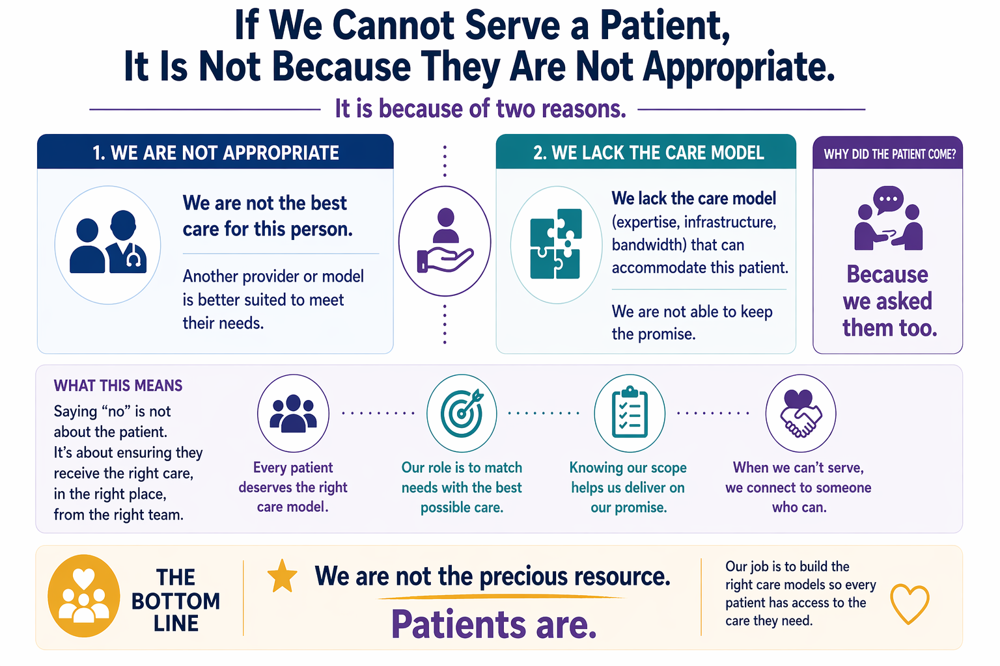 If We Cannot Serve a Patient,
It Is Not Because They Are Not Appropriate.
It is because of two reasons.
1. WE ARE NOT APPROPRIATE
We are not the best
care for this person.
Another provider or model
is better suited to meet
their needs.
2. WE LACK THE CARE MODEL
We lack the care model
(expertise, infrastructure,
bandwidth) that can
accommodate this patient.
We are not able to keep
the promise.
WHY DID THE PATIENT COME?
Because
we asked
them too.
WHAT THIS MEANS
Saying “no” is not
about the patient.
It’s about ensuring they
receive the right care,
in the right place,
from the right team.
Every patient
deserves the right
care model.
Our role is to match
needs with the best
possible care.
Knowing our scope
helps us deliver on
our promise.
When we can’t serve,
we connect to someone
who can.
THE
BOTTOM
LINE
We are not the precious resource.
Patients are.
Our job is to build the
right care models so every
patient has access to the
care they need.